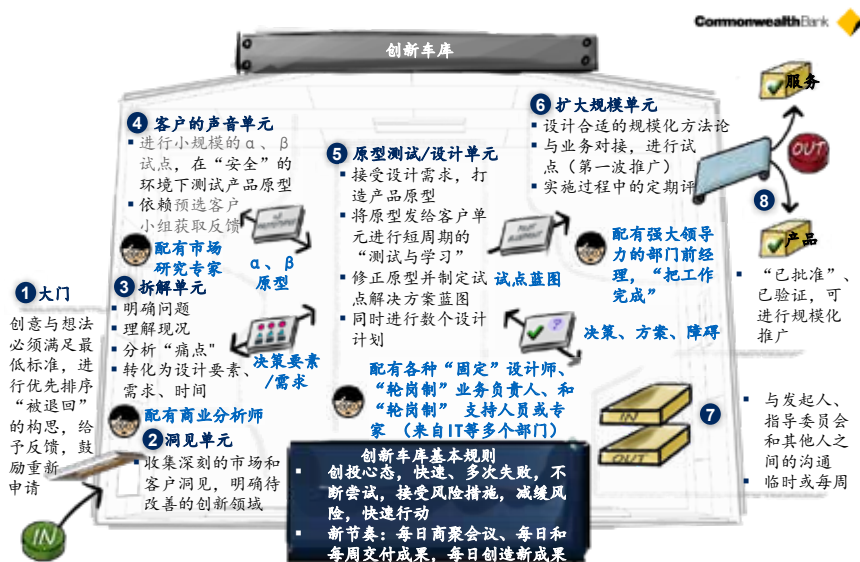 CommonwealthBank
创新车库
1 大门
创意与想法
必须满足最
低标准，进
行优先排序
“被退回”
的构思，给
予反馈，鼓
励重新
申请
IN
2 洞见单元
收集深刻的市场和
客户洞见，明确待
改善的创新领域
3 拆解单元
明确问题
理解现况
分析“痛点"
转化为设计要素、
需求、时间
配有商业分析师
决策要素
/需求
4 客户的声音单元
进行小规模的α、β
试点，在“安全”的
环境下测试产品原型
依赖预选客户
小组获取反馈
配有市场
研究专家
α、β
原型
5 原型测试/设计单元
接受设计需求，打
造产品原型
将原型发给客户单
元进行短周期的
“测试与学习”
修正原型并制定试
点解决方案蓝图
同时进行数个设计
计划
配有各种“固定”设计师、
“轮岗制”业务负责人、和
“轮岗制” 支持人员或专
家 （来自IT等多个部门）
试点蓝图
决策、方案、障碍
6 扩大规模单元
设计合适的规模化方法论
与业务对接，进行试
点（第一波推广）
实施过程中的定期评
配有强大领导
力的部门前经
理，“把工作
完成”
7
IN
OUT
与发起人、
指导委员会
和其他人之
间的沟通
临时或每周
8
服务
OUT
产品
“已批准”、
已验证，可
进行规模化
推广
创新车库基本规则
创投心态，快速、多次失败，不
断尝试，接受风险措施，减缓风
险，快速行动
新节奏：每日商聚会议、每日和
每周交付成果，每日创造新成果